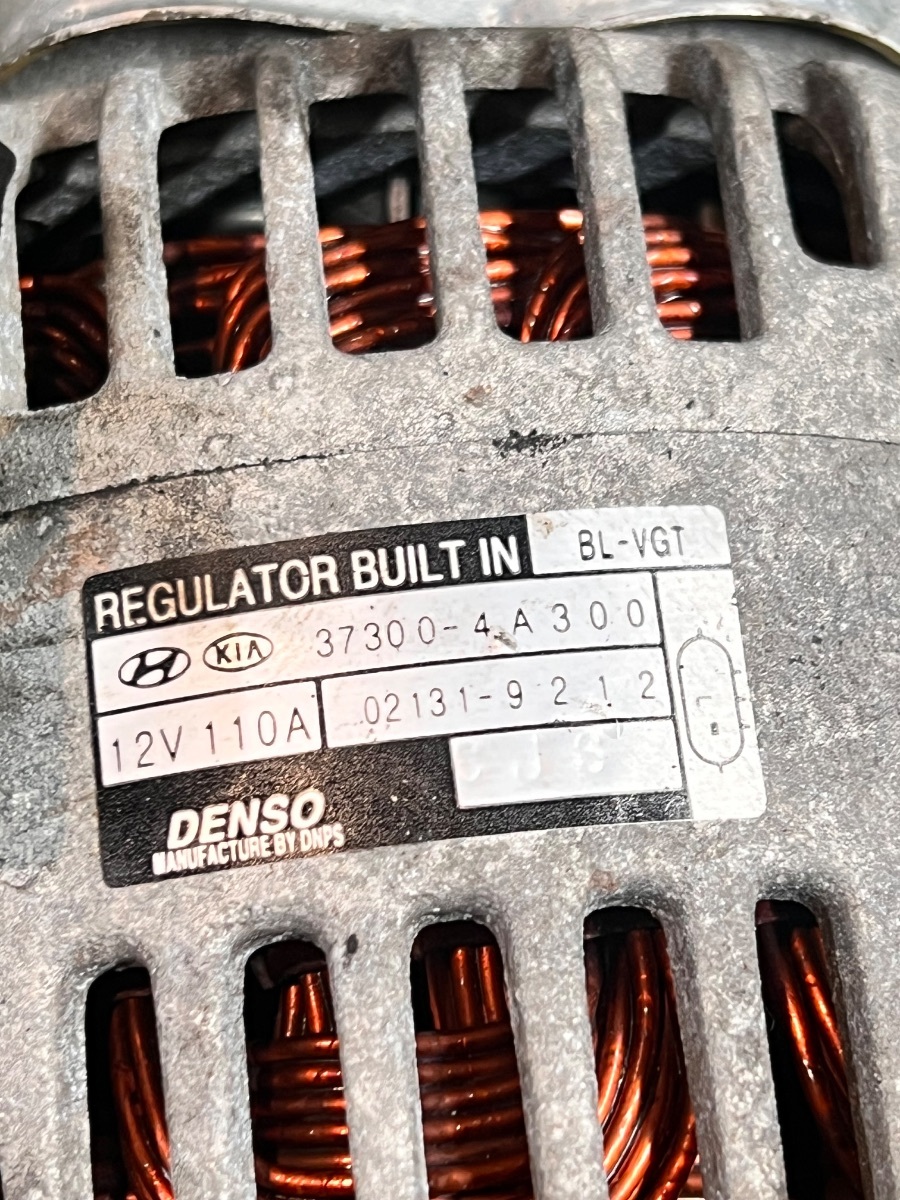 REGULATOR BUILT IN
BL-VGT
KIA
37300-4A300
12V 110A
02131-9212
DENSO
MANUFACTURE BY DNPS